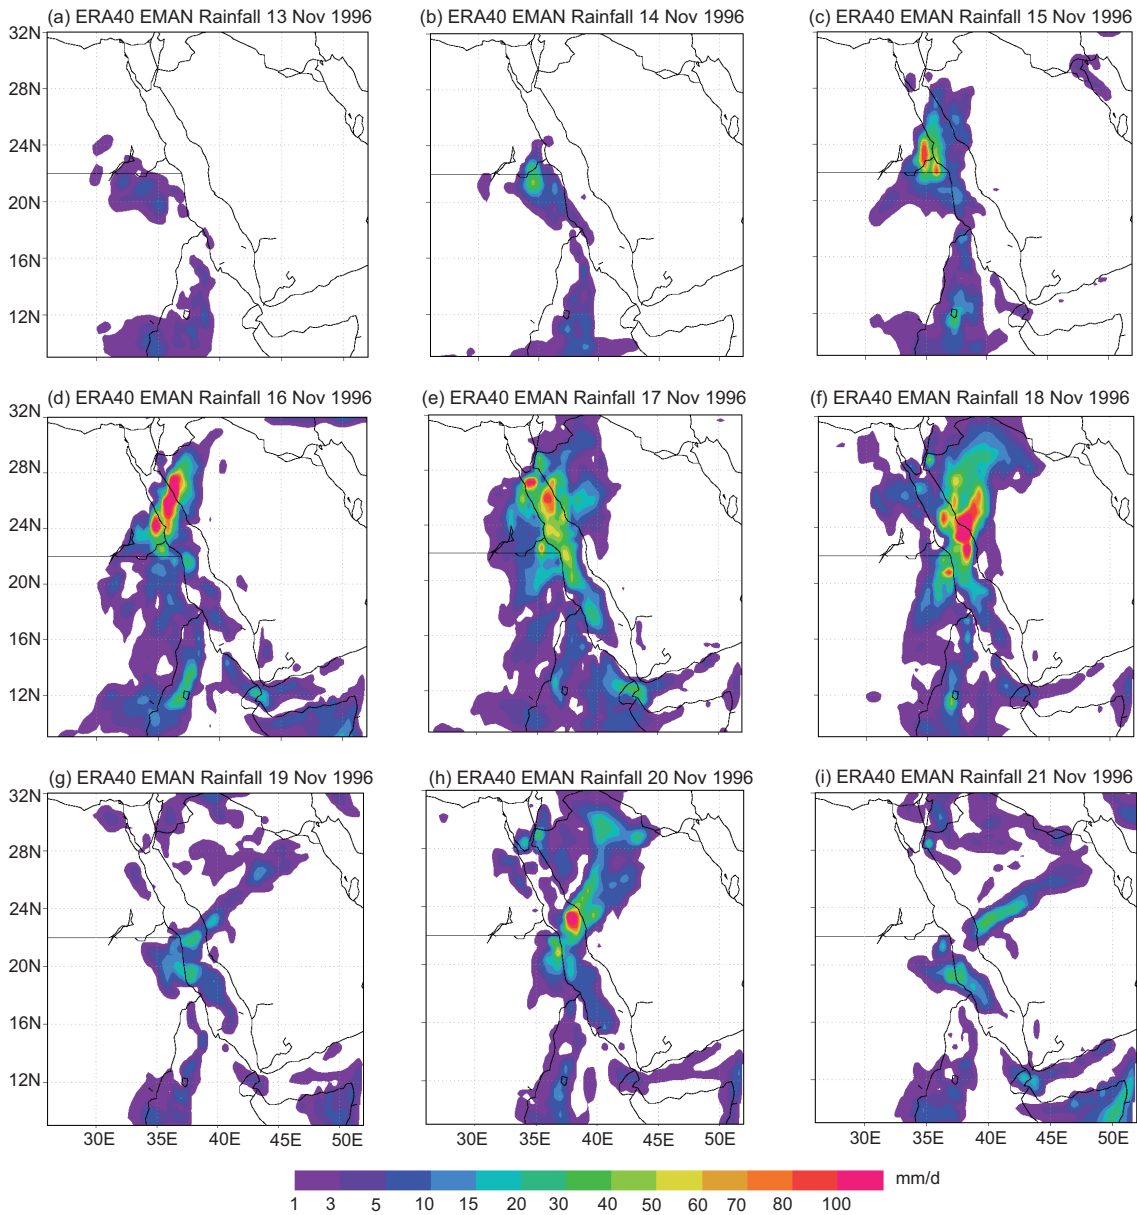 (a) ERA40 EMAN Rainfall 13 Nov 1996
(b) ERA40 EMAN Rainfall 14 Nov 1996
(c) ERA40 EMAN Rainfall 15 Nov 1996
32N
28N
24N
20N
16N
12N
(d) ERA40 EMAN Rainfall 16 Nov 1996
(e) ERA40 EMAN Rainfall 17 Nov 1996
(f) ERA40 EMAN Rainfall 18 Nov 1996
32N
28N
24N
20N
16N
12N
(g) ERA40 EMAN Rainfall 19 Nov 1996
(h) ERA40 EMAN Rainfall 20 Nov 1996
(i) ERA40 EMAN Rainfall 21 Nov 1996
32N
28N
24N
20N
16N
12N
30E 35E 40E 45E 50E
30E 35E 40E 45E 50E
30E 35E 40E 45E 50E
mm/d
1 3 5 10 15 20 30 40 50 60 70 80 100